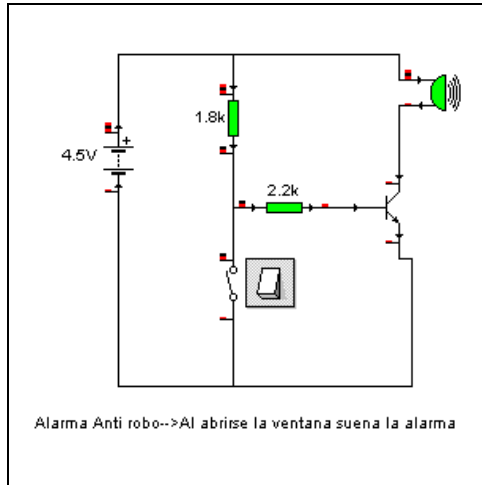 1.8k
4.5V
+
2.2k
Alarma Anti robo-->Al abrirse la ventana suena la alarma